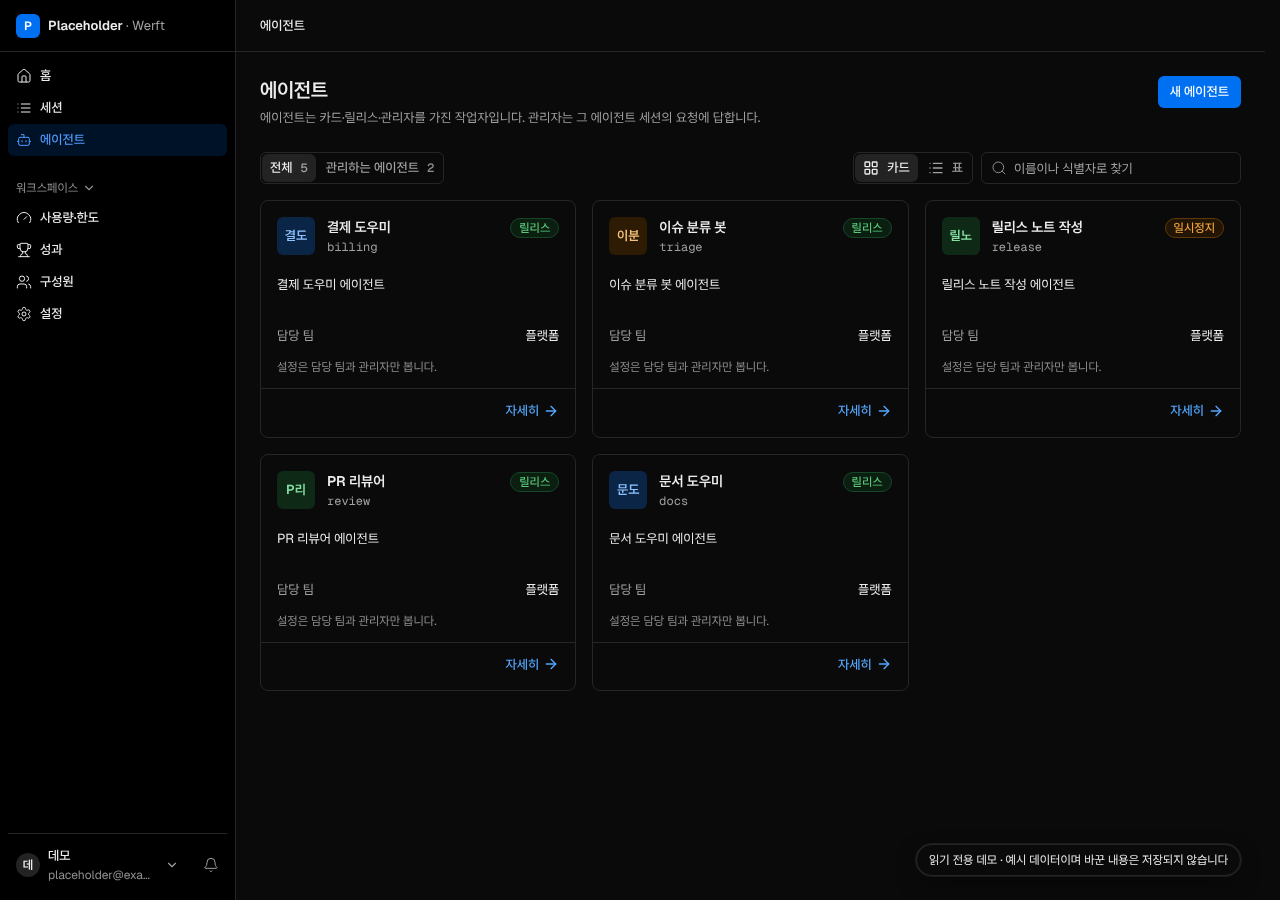 P Placeholder · Werft
홈
세션
에이전트
워크스페이스
사용량·한도
성과
구성원
설정
데 데모
placeholder@exa...
에이전트
에이전트
에이전트는 카드·릴리스·관리자를 가진 작업자입니다. 관리자는 그 에이전트 세션의 요청에 답합니다.
새 에이전트
전체 5 관리하는 에이전트 2
카드 표 이름이나 식별자로 찾기
결도 결제 도우미 릴리스
billing
결제 도우미 에이전트
담당 팀 플랫폼
설정은 담당 팀과 관리자만 봅니다.
자세히
이분 이슈 분류 봇 릴리스
triage
이슈 분류 봇 에이전트
담당 팀 플랫폼
설정은 담당 팀과 관리자만 봅니다.
자세히
릴노 릴리스 노트 작성 일시정지
release
릴리스 노트 작성 에이전트
담당 팀 플랫폼
설정은 담당 팀과 관리자만 봅니다.
자세히
P리 PR 리뷰어 릴리스
review
PR 리뷰어 에이전트
담당 팀 플랫폼
설정은 담당 팀과 관리자만 봅니다.
자세히
문도 문서 도우미 릴리스
docs
문서 도우미 에이전트
담당 팀 플랫폼
설정은 담당 팀과 관리자만 봅니다.
자세히
읽기 전용 데모 · 예시 데이터이며 바꾼 내용은 저장되지 않습니다